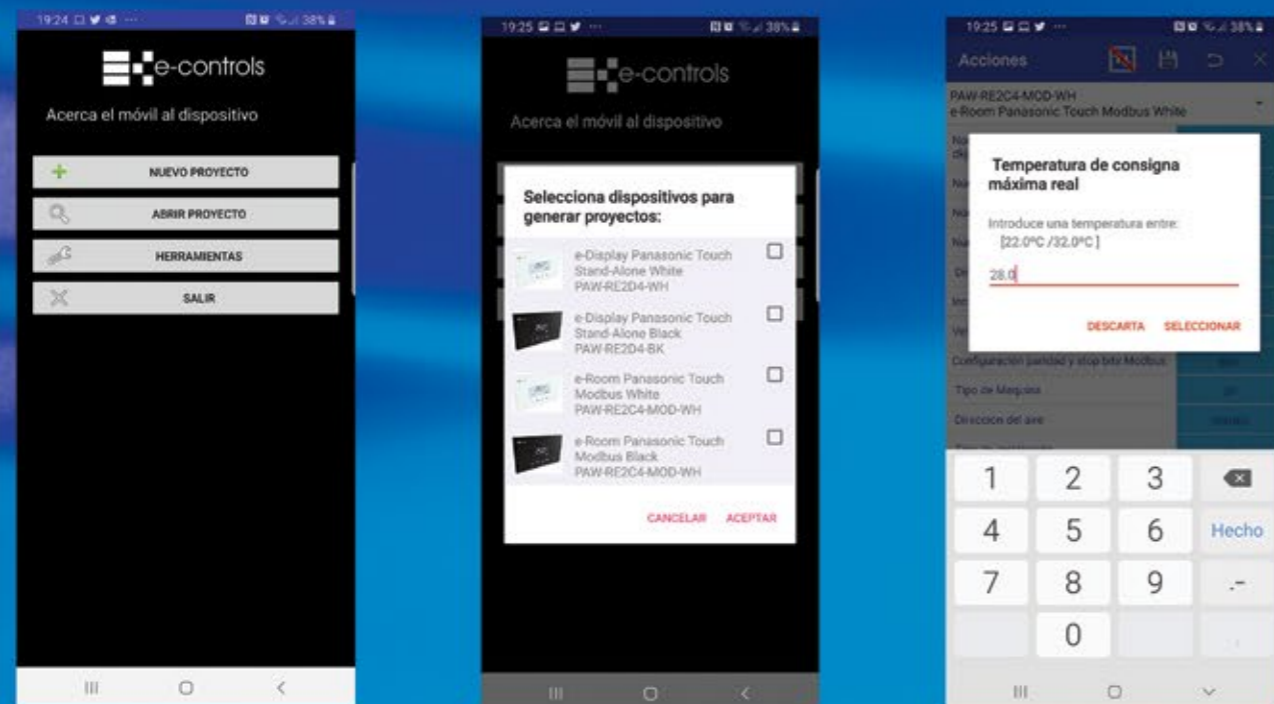 19:24
38%
e-controls
Acerca el móvil al dispositivo
NUEVO PROYECTO
ABRIR PROYECTO
HERRAMIENTAS
SALIR
19:25
38%
e-controls
Acerca el móvil al dispositivo
Selecciona dispositivos para
generar proyectos:
e-Display Panasonic Touch
Stand-Alone White
PAW-RE2D4-WH
e-Display Panasonic Touch
Stand-Alone Black
PAW-RE2D4-BK
e-Room Panasonic Touch
Modbus White
PAW-RE2C4-MOD-WH
e-Room Panasonic Touch
Modbus Black
PAW-RE2C4-MOD-WH
CANCELAR ACEPTAR
19:25
38%
Acciones
PAW-RE2C4-MOD-WH
e-Room Panasonic Touch Modbus White
Temperatura de consigna
máxima real
Introduce una temperatura entre:
[22.0ºC /32.0ºC ]
28.0
DESCARTA SELECCIONAR
Configuración paridad y stop bits Modbus
Tipo de Maquina
Direccion del aire
1 2 3
4 5 6 Hecho
7 8 9 .-
0 ,